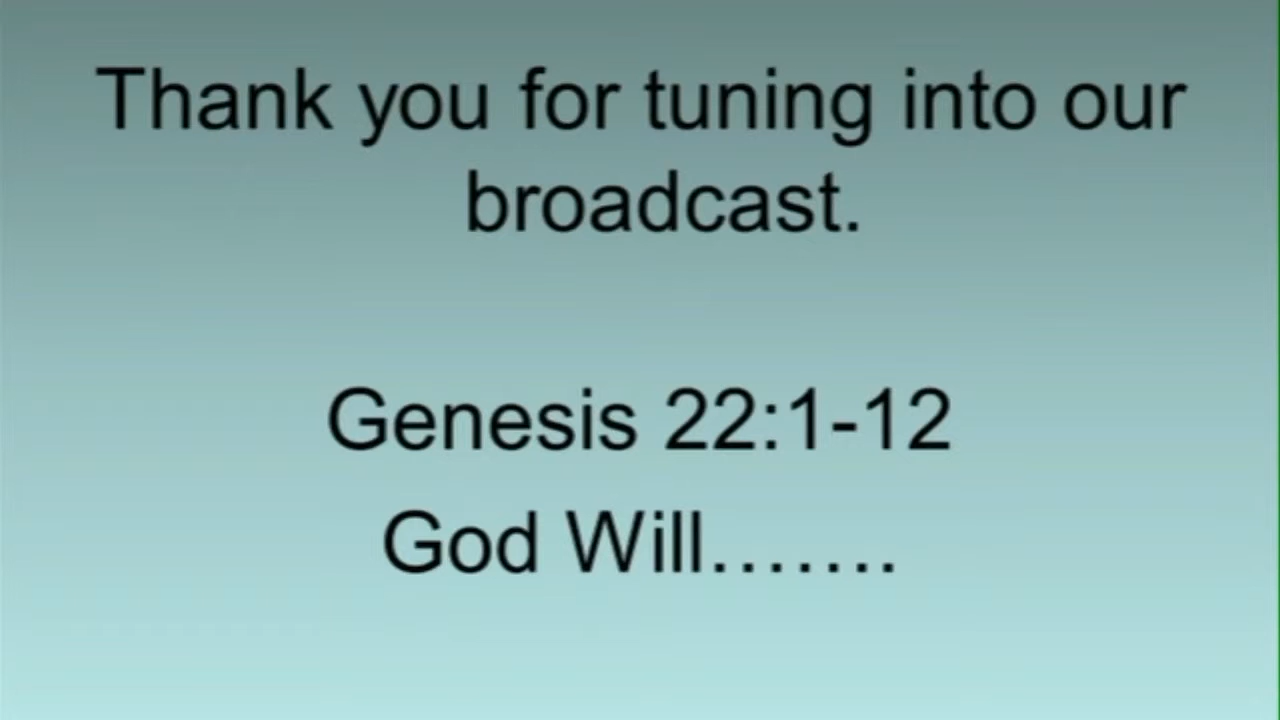 Thank you for tuning into our
broadcast.
Genesis 22:1-12
God Will.......